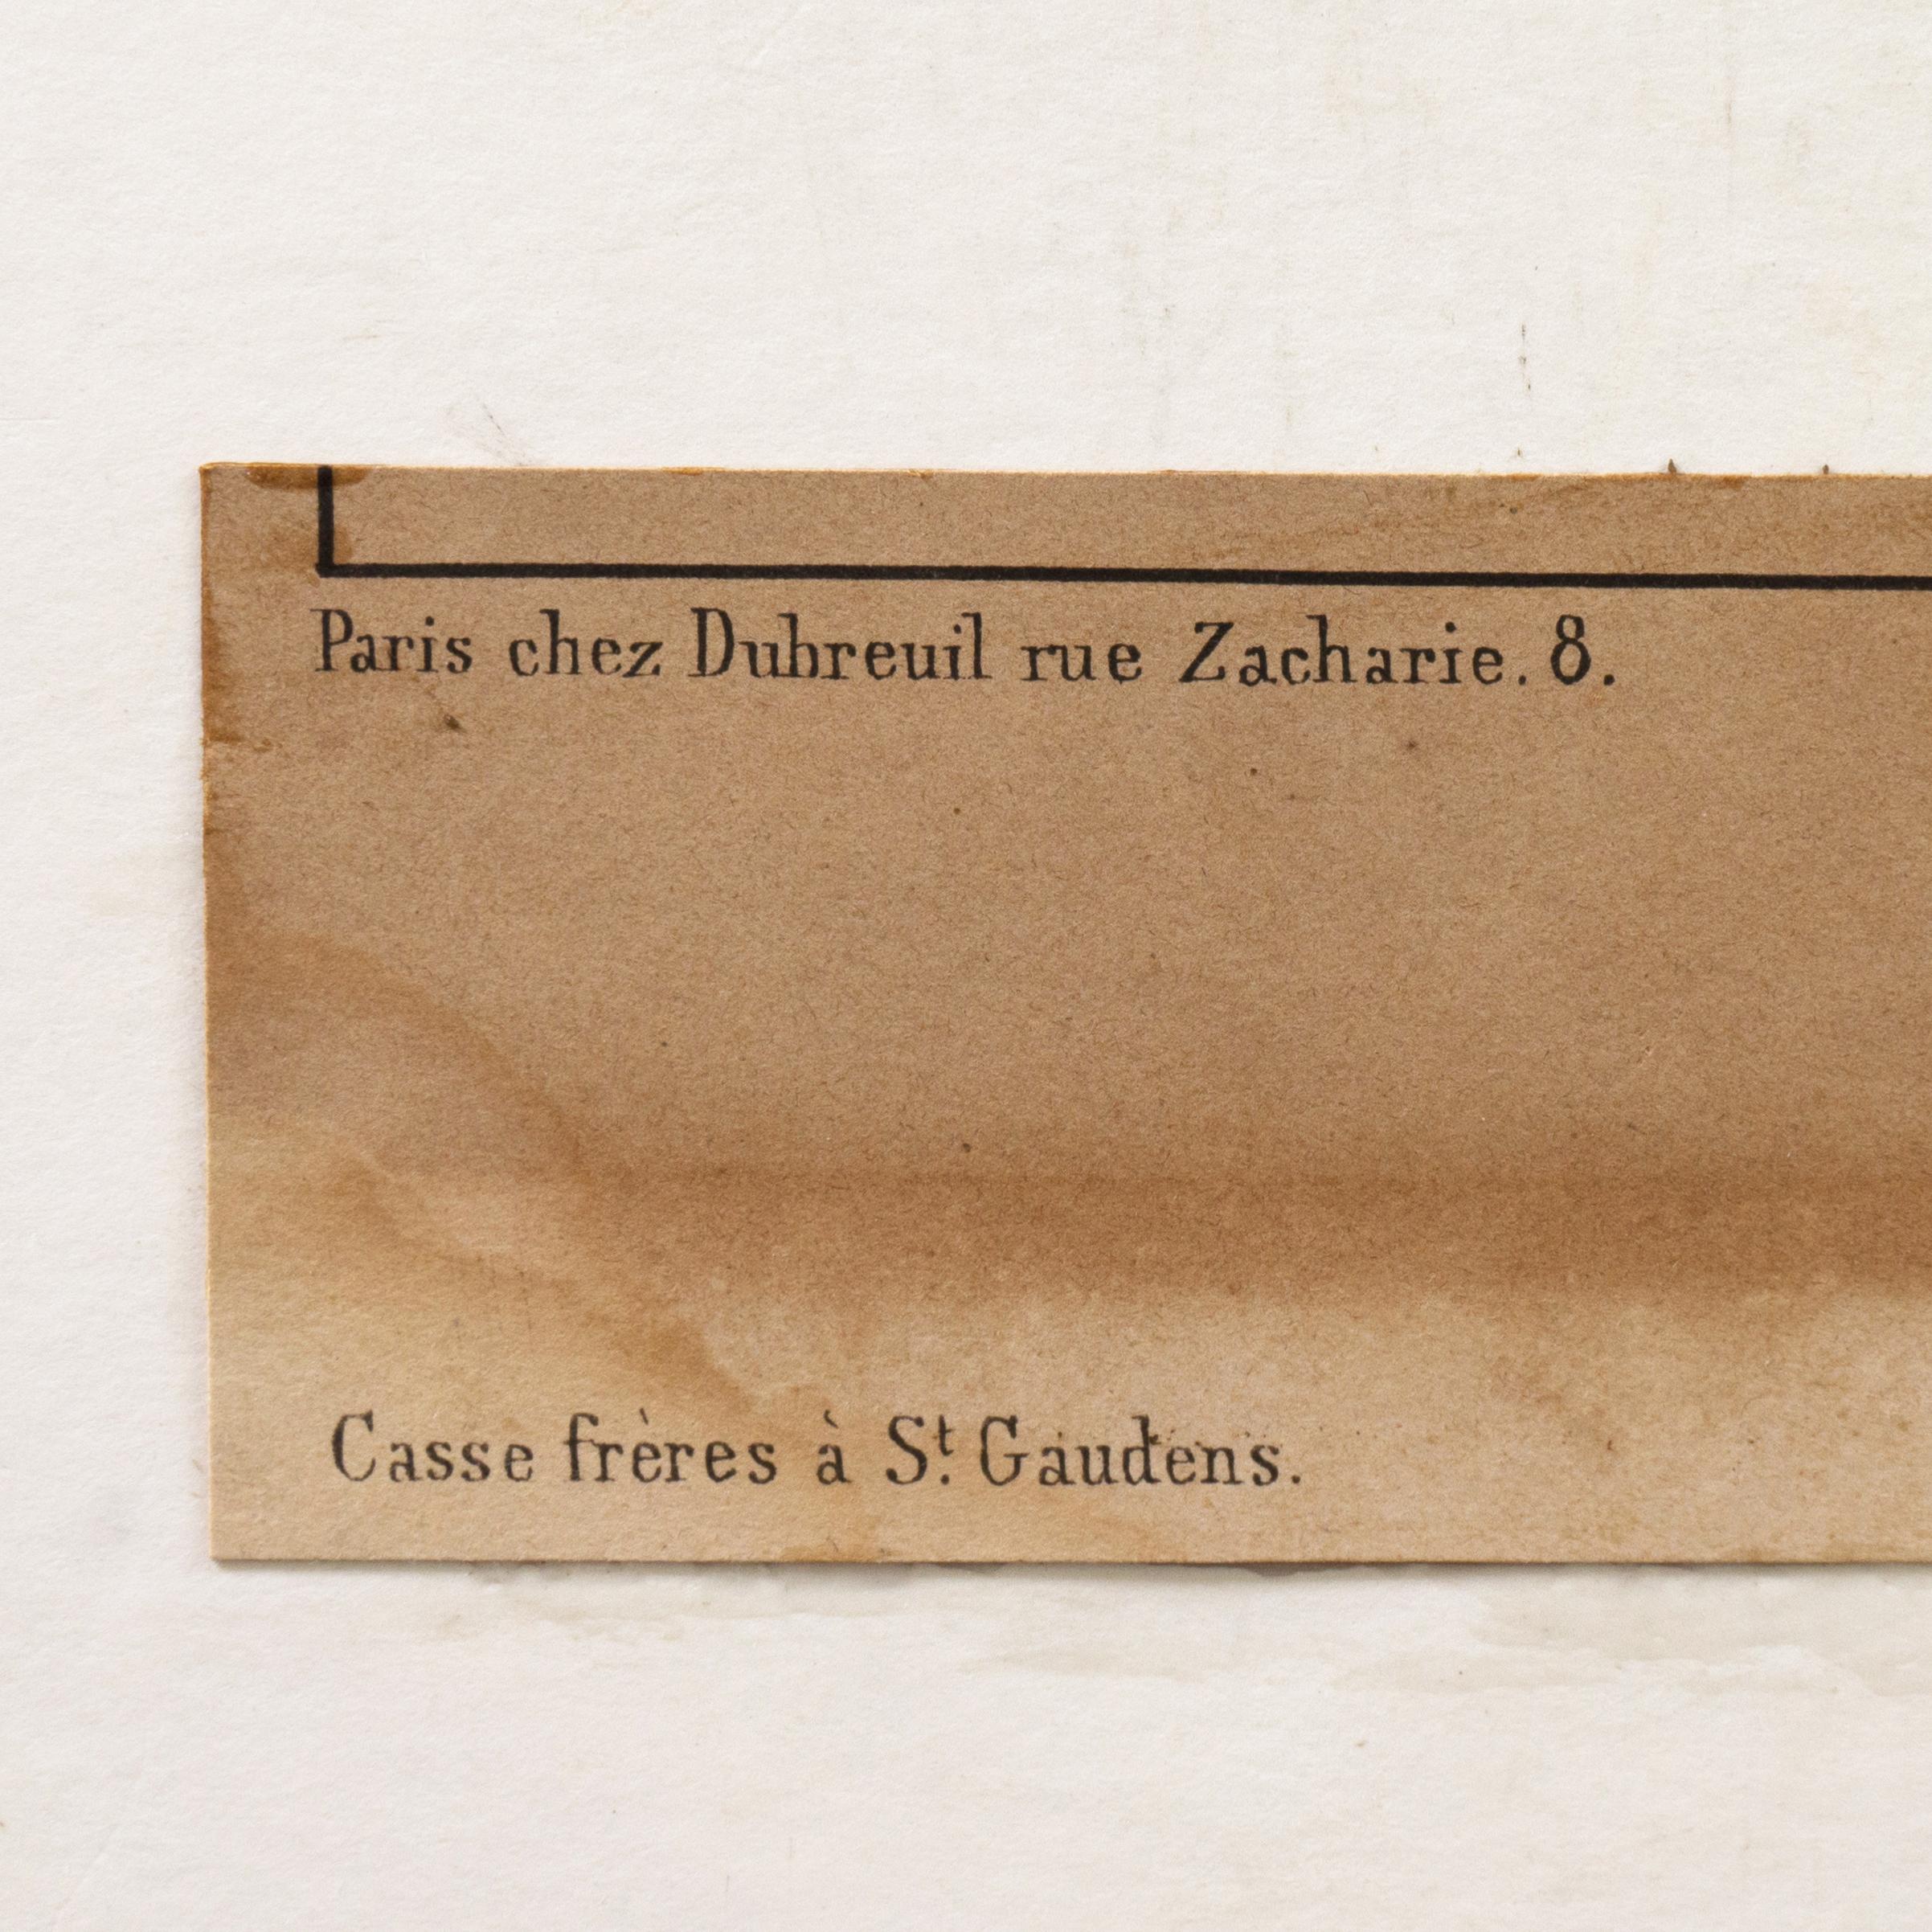 Paris chez Dubreuil rue Zacharie. 8.
Casse frères à St. Gaudens.